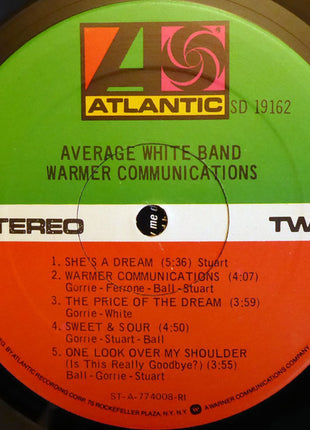 ATLANTIC
SD 19162
AVERAGE WHITE BAND
WARMER COMMUNICATIONS
STEREO TW
1. SHE'S A DREAM (5:36) Stuart
2. WARMER COMMUNICATIONS (4:07)
Gorrie - Ferrone - Ball - Stuart
3. THE PRICE OF THE DREAM (3:59)
Gorrie - White
4. SWEET & SOUR (4:50)
Gorrie - Stuart - Ball
5. ONE LOOK OVER MY SHOULDER
(Is This Really Goodbye?) (3:55)
Ball - Gorrie - Stuart
ST-A-774008-RI
BY ATLANTIC RECORDING CORP. 75 ROCKEFELLER PLAZA, N.Y. N.Y. A WARNER COMMUNICATIONS COMPANY